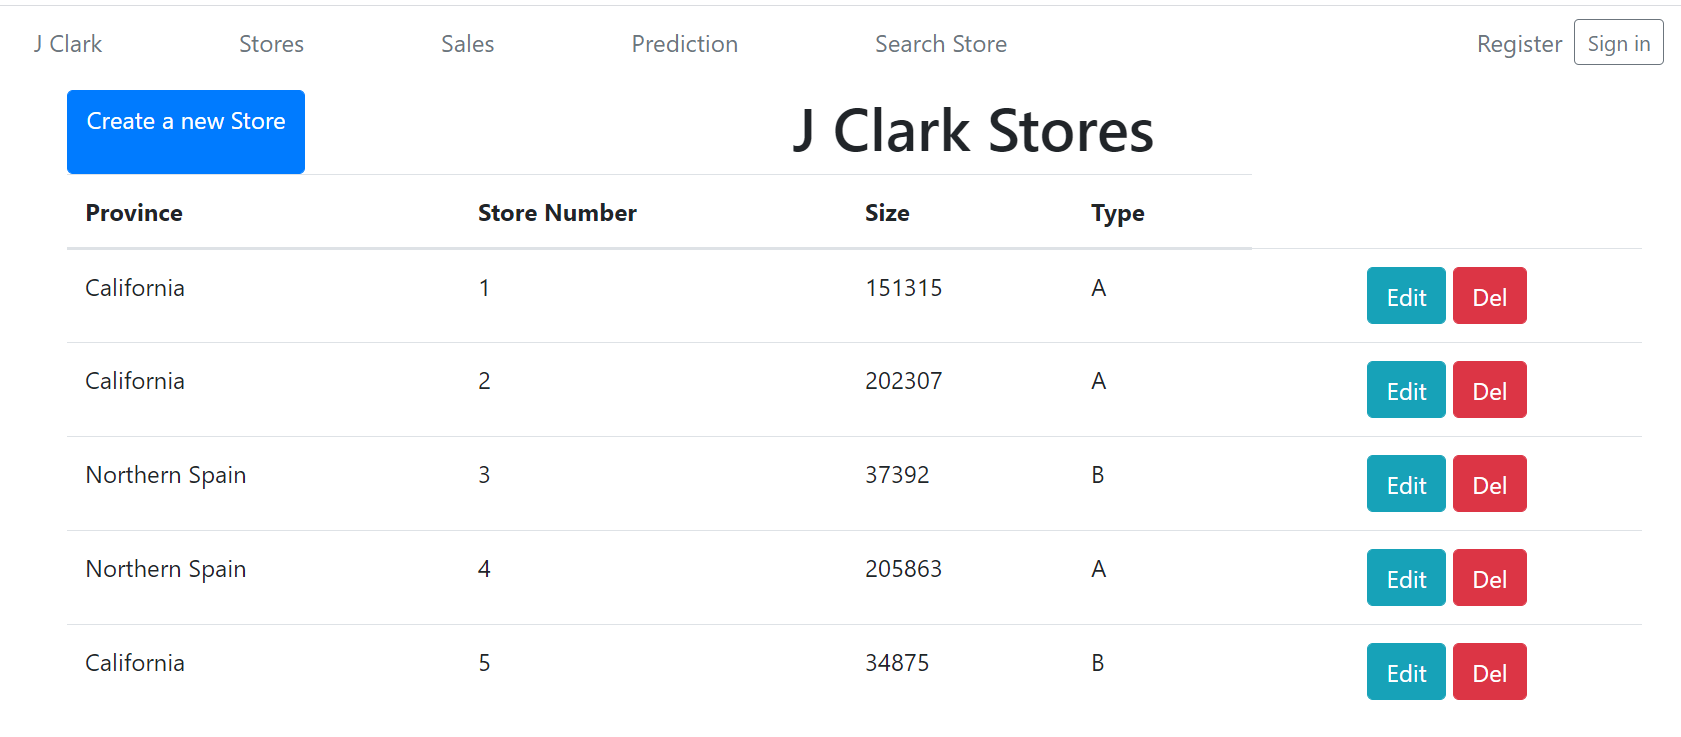 J Clark Stores Sales Prediction Search Store Register Sign in
Create a new Store J Clark Stores
Province Store Number Size Type
California 1 151315 A Edit Del
California 2 202307 A Edit Del
Northern Spain 3 37392 B Edit Del
Northern Spain 4 205863 A Edit Del
California 5 34875 B Edit Del